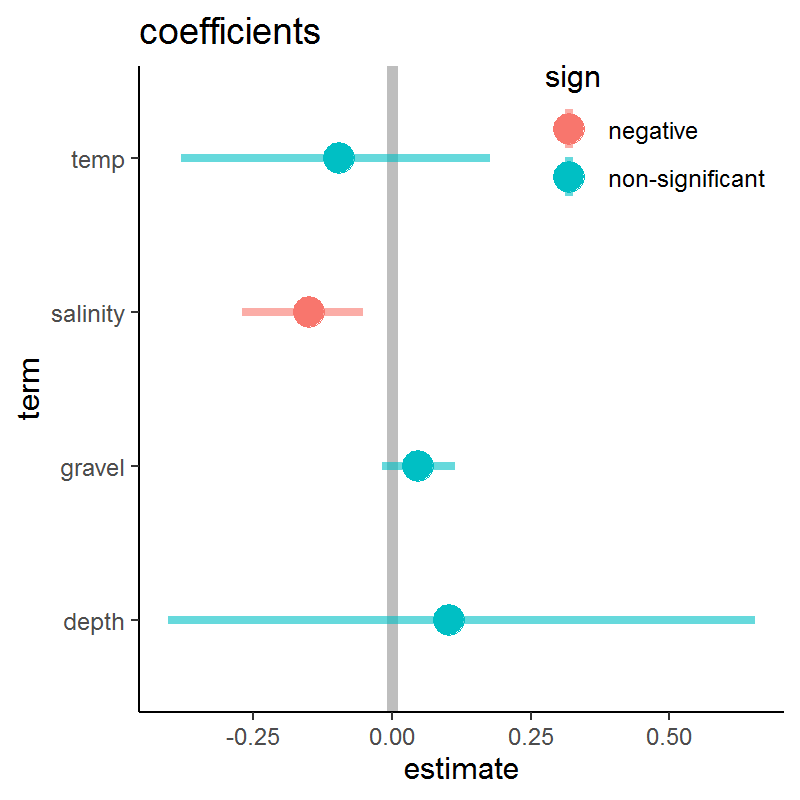 coefficients
sign
negative
non-significant
temp
salinity
gravel
depth
term
-0.25
0.00
0.25
0.50
estimate